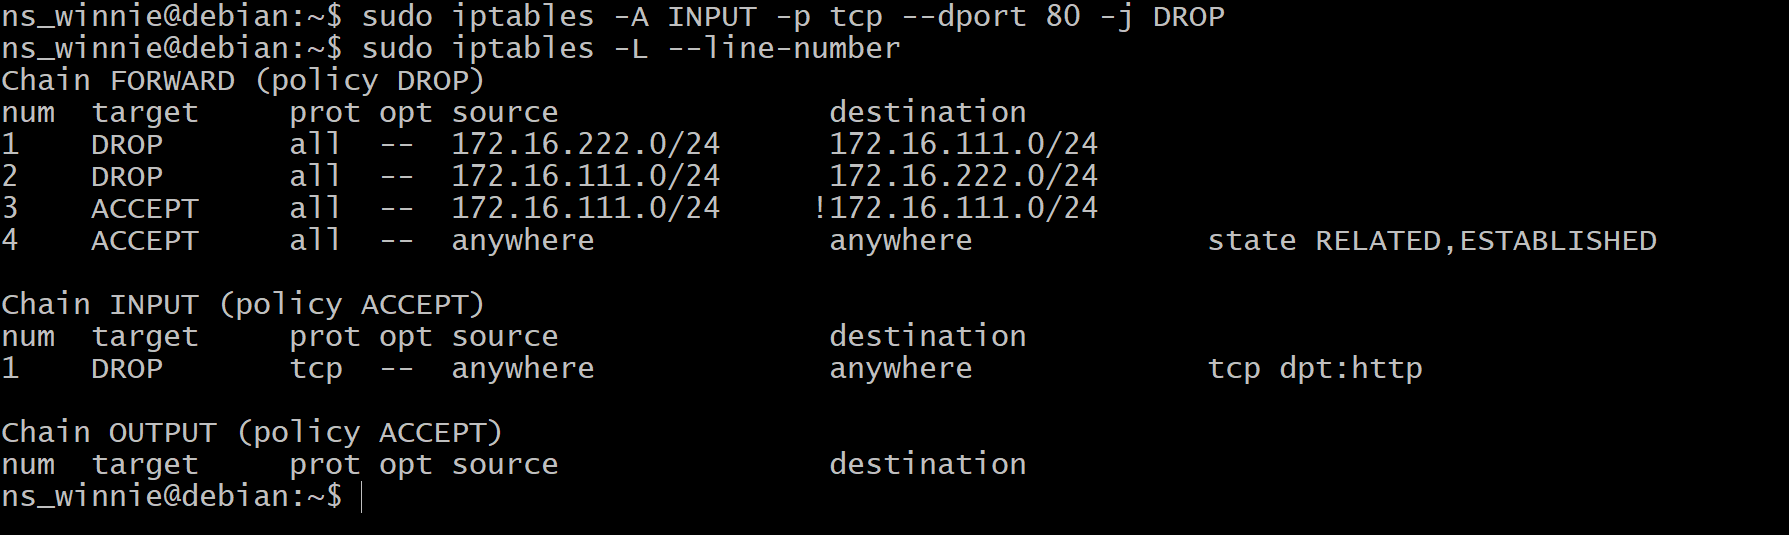 ns_winnie@debian:~$ sudo iptables -A INPUT -p tcp --dport 80 -j DROP
ns_winnie@debian:~$ sudo iptables -L --line-number
Chain FORWARD (policy DROP)
num  target     prot opt source               destination
1    DROP       all  --  172.16.222.0/24      172.16.111.0/24
2    DROP       all  --  172.16.111.0/24      172.16.222.0/24
3    ACCEPT     all  --  172.16.111.0/24     !172.16.111.0/24
4    ACCEPT     all  --  anywhere             anywhere             state RELATED,ESTABLISHED

Chain INPUT (policy ACCEPT)
num  target     prot opt source               destination
1    DROP       tcp  --  anywhere             anywhere             tcp dpt:http

Chain OUTPUT (policy ACCEPT)
num  target     prot opt source               destination
ns_winnie@debian:~$